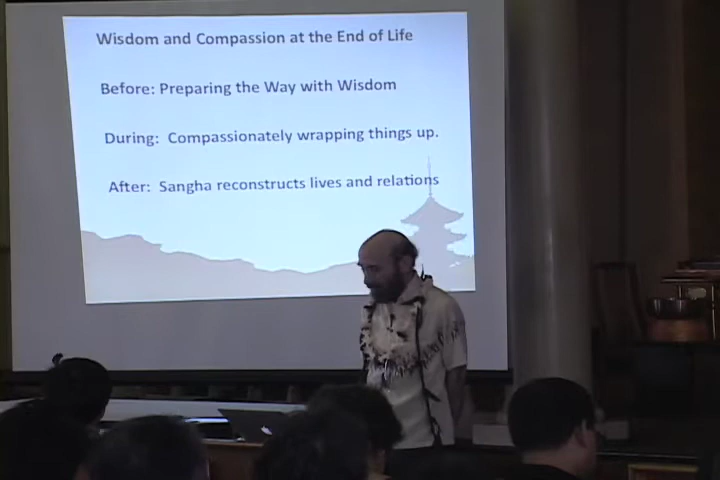 Wisdom and Compassion at the End of Life
Before: Preparing the Way with Wisdom
During: Compassionately wrapping things up.
After: Sangha reconstructs lives and relations